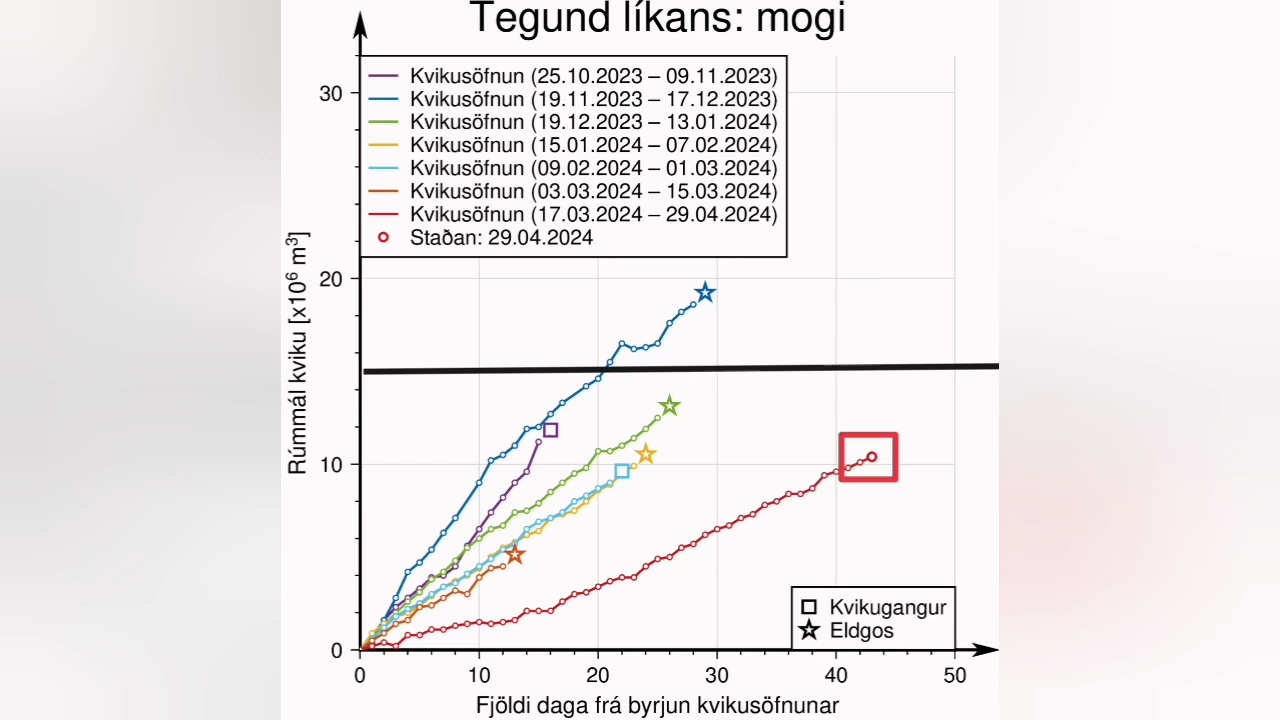 Tegund líkans: mogi
Kvikusöfnun (25.10.2023 – 09.11.2023)
Kvikusöfnun (19.11.2023 – 17.12.2023)
Kvikusöfnun (19.12.2023 – 13.01.2024)
Kvikusöfnun (15.01.2024 – 07.02.2024)
Kvikusöfnun (09.02.2024 – 01.03.2024)
Kvikusöfnun (03.03.2024 – 15.03.2024)
Kvikusöfnun (17.03.2024 – 29.04.2024)
Staðan: 29.04.2024
30
20
10
0
Rúmmál kviku [x10⁶ m³]
Kvikugangur
Eldgos
0 10 20 30 40 50
Fjöldi daga frá byrjun kvikusöfnunar